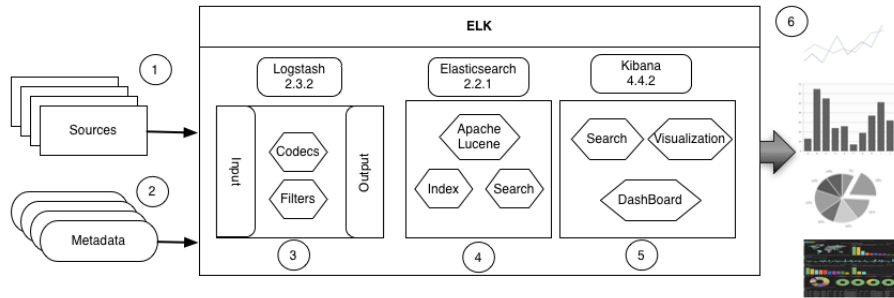 ELK
6
1
Logstash
2.3.2
Elasticsearch
2.2.1
Kibana
4.4.2
Sources
Input
Codecs
Filters
Output
Apache
Lucene
Index
Search
Search
Visualization
DashBoard
2
Metadata
3
4
5